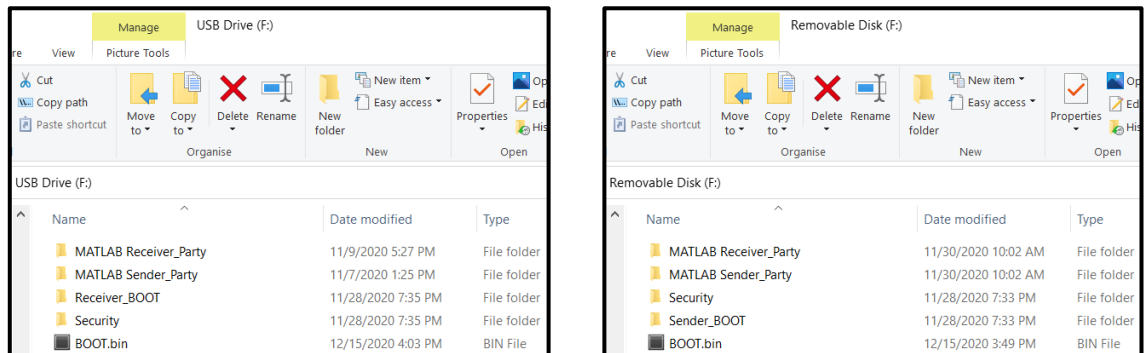 Manage USB Drive (F:)
re View Picture Tools
Cut
Copy path
Paste shortcut
Move to
Copy to
Delete Rename
New folder
New item
Easy access
Properties
Op
Edi
His
Organise New Open
USB Drive (F:)
Name Date modified Type
MATLAB Receiver_Party 11/9/2020 5:27 PM File folder
MATLAB Sender_Party 11/7/2020 1:25 PM File folder
Receiver_BOOT 11/28/2020 7:35 PM File folder
Security 11/28/2020 7:35 PM File folder
BOOT.bin 12/15/2020 4:03 PM BIN File
Manage Removable Disk (F:)
re View Picture Tools
Cut
Copy path
Paste shortcut
Move to
Copy to
Delete Rename
New folder
New item
Easy access
Properties
Op
Ed
His
Organise New Open
Removable Disk (F:)
Name Date modified Type
MATLAB Receiver_Party 11/30/2020 10:02 AM File folder
MATLAB Sender_Party 11/30/2020 10:02 AM File folder
Security 11/28/2020 7:33 PM File folder
Sender_BOOT 11/28/2020 7:33 PM File folder
BOOT.bin 12/15/2020 3:49 PM BIN File